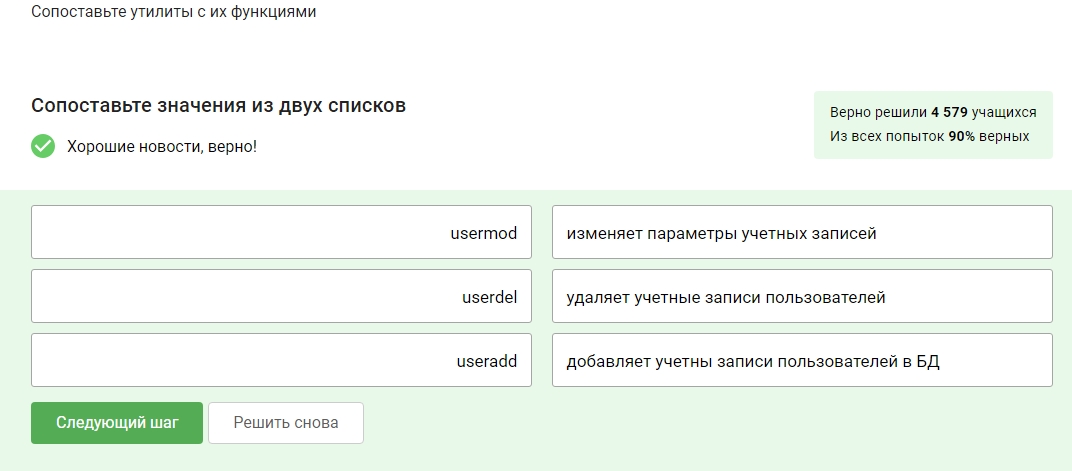 Сопоставьте утилиты с их функциями
Сопоставьте значения из двух списков
Хорошие новости, верно!
Верно решили 4 579 учащихся
Из всех попыток 90% верных
usermod
изменяет параметры учетных записей
userdel
удаляет учетные записи пользователей
useradd
добавляет учетны записи пользователей в БД
Следующий шаг
Решить снова